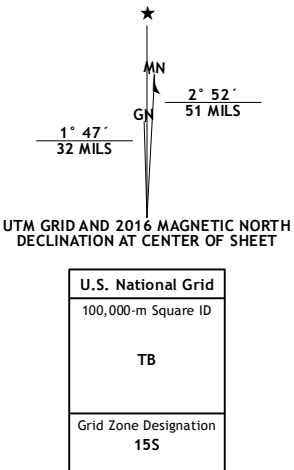 MN
GN
2° 52´
51 MILS
1° 47´
32 MILS
UTM GRID AND 2016 MAGNETIC NORTH
DECLINATION AT CENTER OF SHEET
U.S. National Grid
100,000-m Square ID
TB
Grid Zone Designation
15S